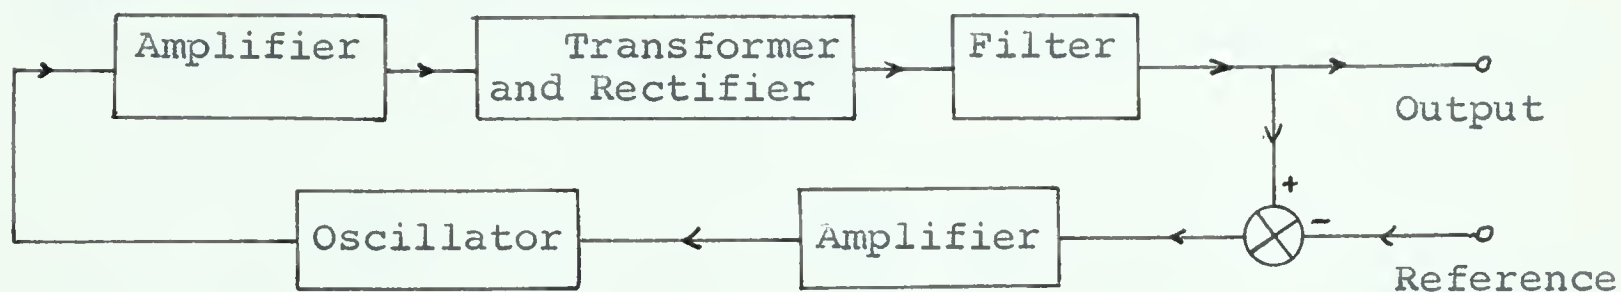 Amplifier
Transformer
and Rectifier
Filter
Output
+
-
Oscillator
Amplifier
Reference